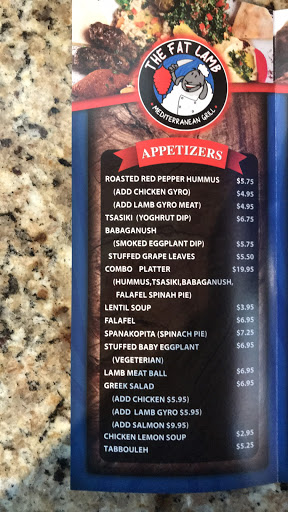 THE FAT LAMB
MEDITERRANEAN GRILL
APPETIZERS
ROASTED RED PEPPER HUMMUS $5.75
(ADD CHICKEN GYRO) $4.95
(ADD LAMB GYRO MEAT) $4.95
TSASIKI (YOGHRUT DIP) $6.75
BABAGANUSH
(SMOKED EGGPLANT DIP) $5.75
STUFFED GRAPE LEAVES $5.50
COMBO PLATTER $19.95
(HUMMUS,TSASIKI,BABAGANUSH,
FALAFEL SPINAH PIE)
LENTIL SOUP $3.95
FALAFEL $6.95
SPANAKOPITA (SPINACH PIE) $7.25
STUFFED BABY EGGPLANT $6.95
(VEGETERIAN)
LAMB MEAT BALL $6.95
GREEK SALAD $6.95
(ADD CHICKEN $5.95)
(ADD LAMB GYRO $5.95)
(ADD SALMON $9.95)
CHICKEN LEMON SOUP $2.95
TABBOULEH $5.25